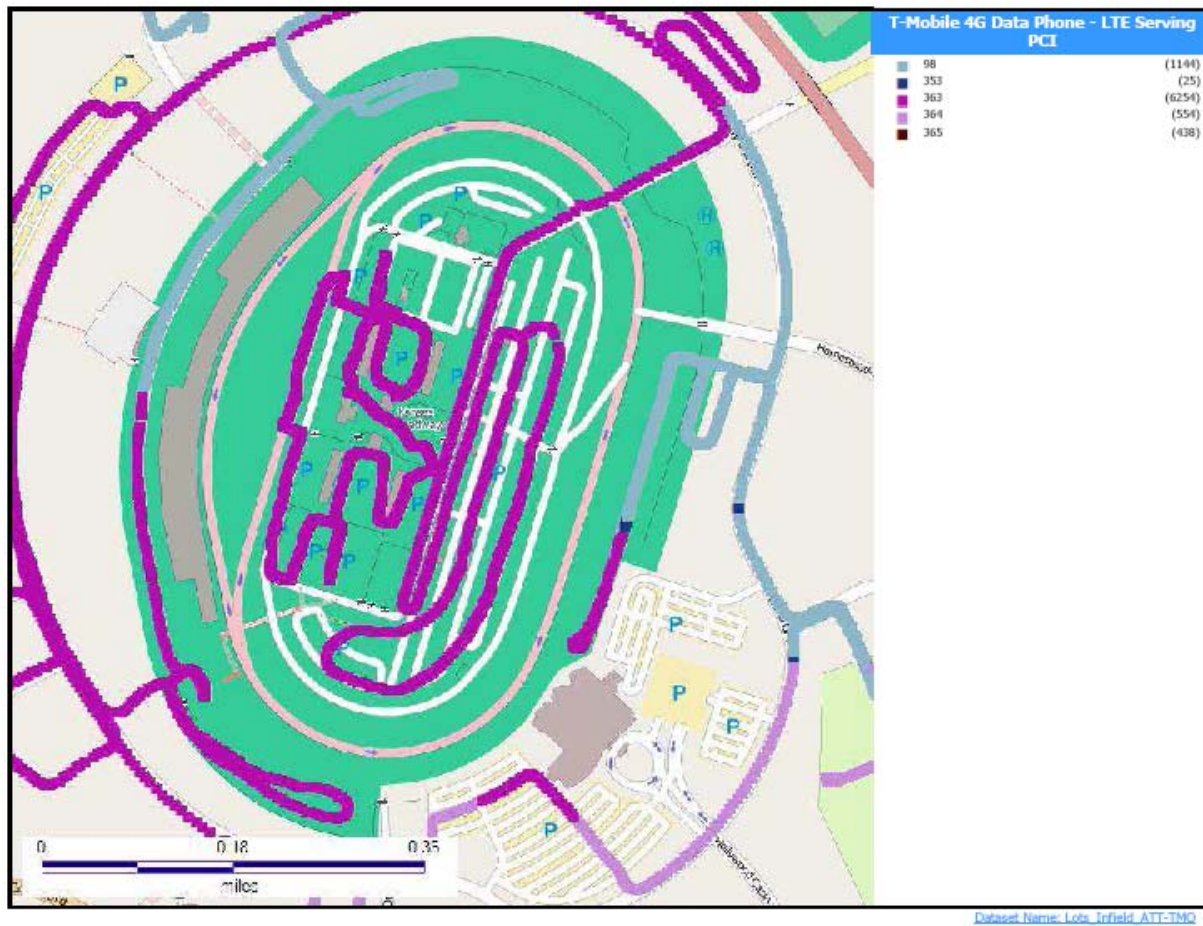 T-Mobile 4G Data Phone - LTE Serving
PCI
98 (1144)
353 (25)
363 (6254)
364 (554)
365 (438)
P
P
P
P
P
P
H
H
P
P
P
P
P
P
P
P
P
P
P
P
0 0.18 0.35
miles
Dataset Name: Lots_Infield_ATT-TMO